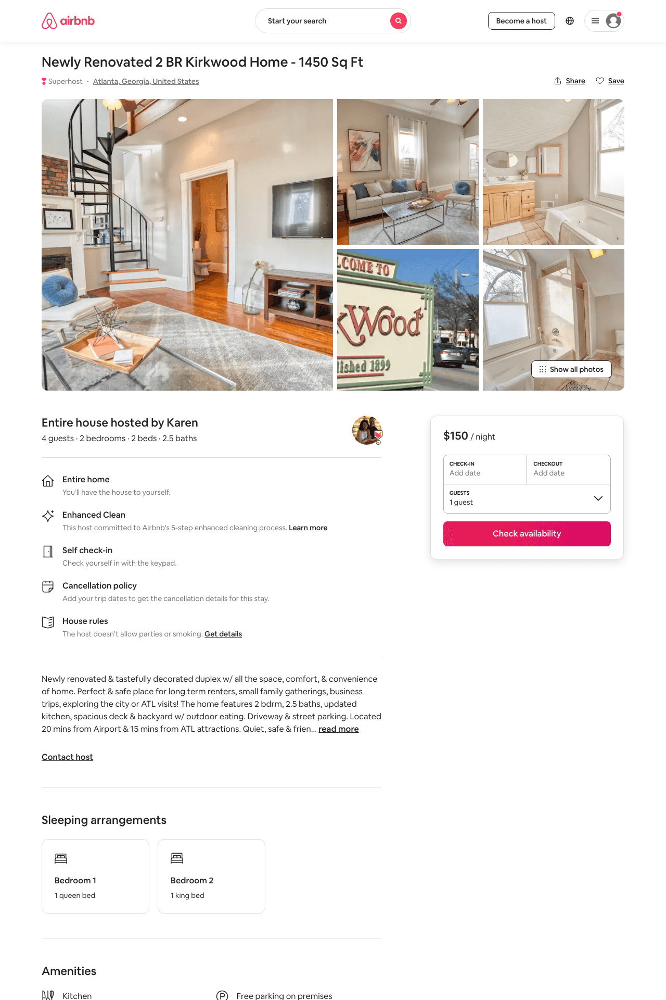 airbnb
Start your search
Become a host
Newly Renovated 2 BR Kirkwood Home - 1450 Sq Ft
Superhost · Atlanta, Georgia, United States
Share
Save
COME TO
kWood
lished 1899
Show all photos
Entire house hosted by Karen
4 guests · 2 bedrooms · 2 beds · 2.5 baths
$150 / night
CHECK-IN
Add date
CHECKOUT
Add date
GUESTS
1 guest
Check availability
Entire home
You’ll have the house to yourself.
Enhanced Clean
This host committed to Airbnb's 5-step enhanced cleaning process. Learn more
Self check-in
Check yourself in with the keypad.
Cancellation policy
Add your trip dates to get the cancellation details for this stay.
House rules
The host doesn’t allow parties or smoking. Get details
Newly renovated & tastefully decorated duplex w/ all the space, comfort, & convenience
of home. Perfect & safe place for long term renters, small family gatherings, business
trips, exploring the city or ATL visits! The home features 2 bdrm, 2.5 baths, updated
kitchen, spacious deck & backyard w/ outdoor eating. Driveway & street parking. Located
20 mins from Airport & 15 mins from ATL attractions. Quiet, safe & frien... read more
Contact host
Sleeping arrangements
Bedroom 1
1 queen bed
Bedroom 2
1 king bed
Amenities
Kitchen
Free parking on premises